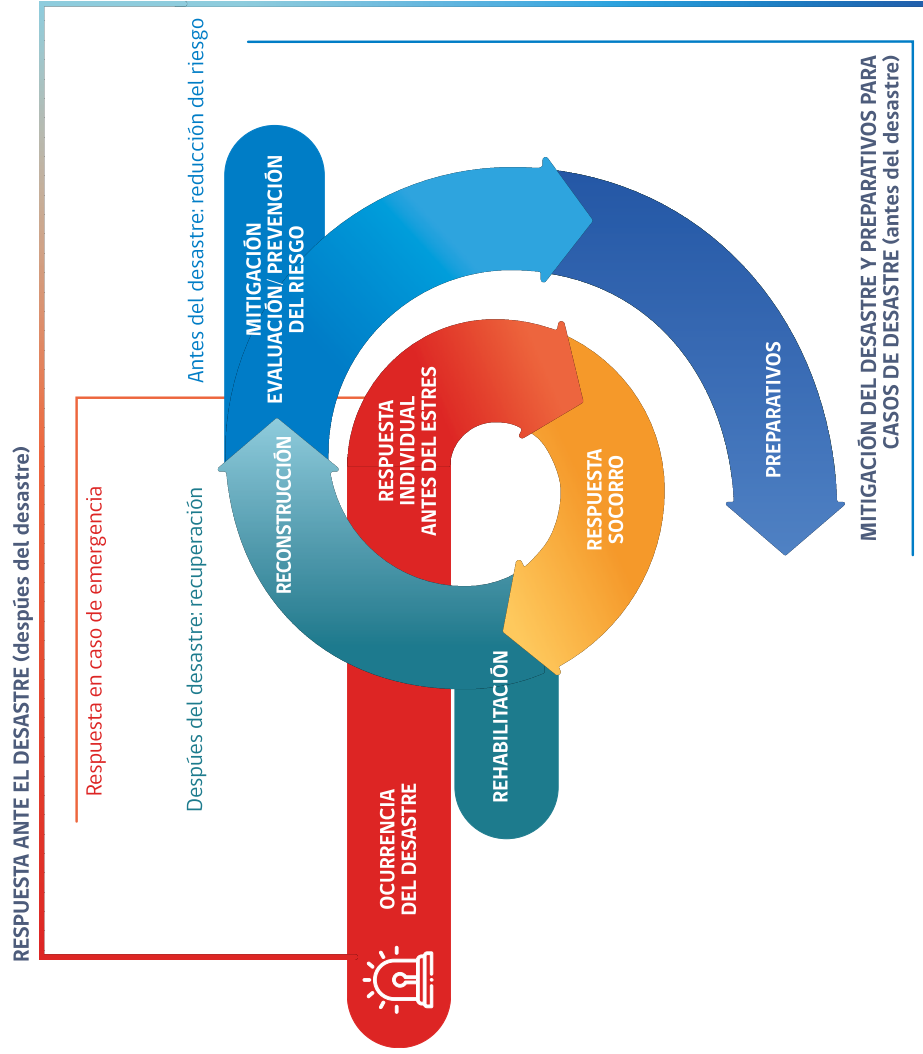 RESPUESTA ANTE EL DESASTRE (despúes del desastre)
Respuesta en caso de emergencia
Despúes del desastre: recuperación
Antes del desastre: reducción del riesgo
OCURRENCIA
DEL DESASTRE
RESPUESTA
INDIVIDUAL
ANTES DEL ESTRES
RESPUESTA
SOCORRO
REHABILITACIÓN
RECONSTRUCCIÓN
MITIGACIÓN
EVALUACIÓN/ PREVENCIÓN
DEL RIESGO
PREPARATIVOS
MITIGACIÓN DEL DESASTRE Y PREPARATIVOS PARA
CASOS DE DESASTRE (antes del desastre)